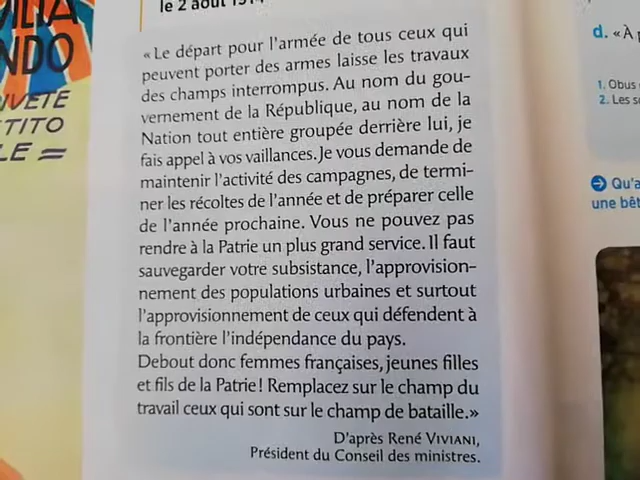 NDO
TITO
le 2 août
«Le départ pour l'armée de tous ceux qui
peuvent porter des armes laisse les travaux
des champs interrompus. Au nom du gou-
vernement de la République, au nom de la
Nation tout entière groupée derrière lui, je
fais appel à vos vaillances. Je vous demande de
maintenir l'activité des campagnes, de termi-
ner les récoltes de l'année et de préparer celle
de l'année prochaine. Vous ne pouvez pas
rendre à la Patrie un plus grand service. Il faut
sauvegarder votre subsistance, l'approvision-
nement des populations urbaines et surtout
l'approvisionnement de ceux qui défendent à
la frontière l'indépendance du pays.
Debout donc femmes françaises, jeunes filles
et fils de la Patrie! Remplacez sur le champ du
travail ceux qui sont sur le champ de bataille.»
D'après René VIVIANI,
Président du Conseil des ministres.
d. «À
1. Obus
2. Les
Qu'a
une bêt